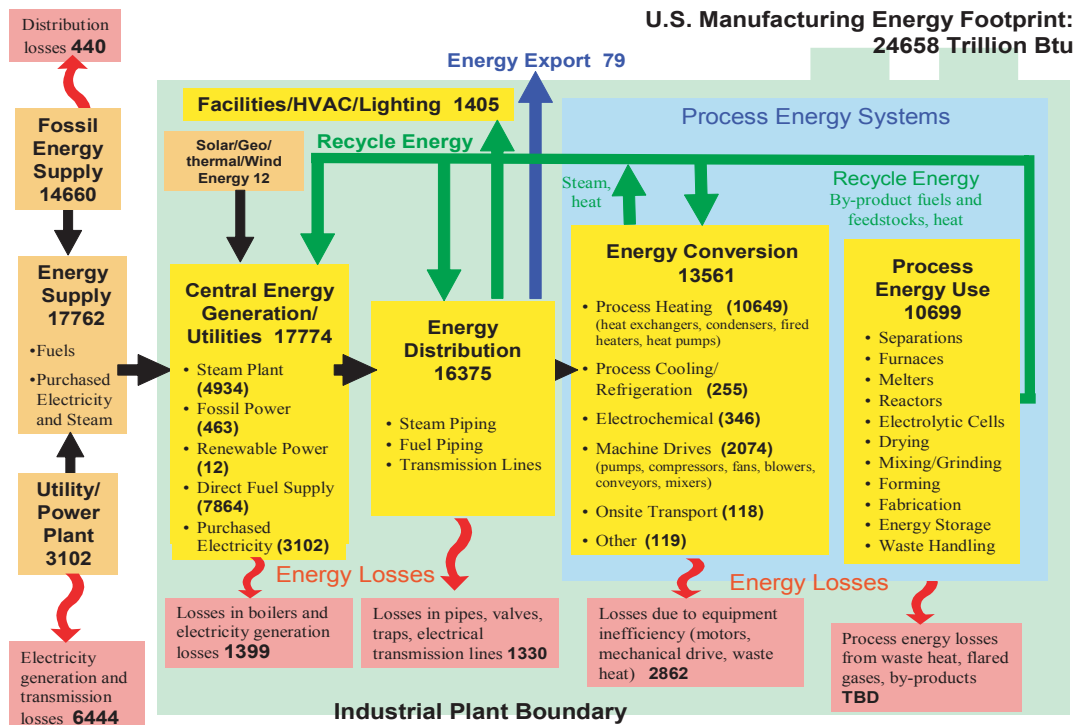 U.S. Manufacturing Energy Footprint:
24658 Trillion Btu
Distribution
losses 440
Fossil
Energy
Supply
14660
Energy
Supply
17762
•Fuels
•Purchased
Electricity
and Steam
Utility/
Power
Plant
3102
Electricity
generation and
transmission
losses 6444
Energy Export 79
Facilities/HVAC/Lighting 1405
Recycle Energy
Solar/Geo/
thermal/Wind
Energy 12
Central Energy
Generation/
Utilities 17774
• Steam Plant
(4934)
• Fossil Power
(463)
• Renewable Power
(12)
• Direct Fuel Supply
(7864)
• Purchased
Electricity (3102)
Energy
Distribution
16375
• Steam Piping
• Fuel Piping
• Transmission Lines
Process Energy Systems
Steam,
heat
Recycle Energy
By-product fuels and
feedstocks, heat
Energy Conversion
13561
• Process Heating (10649)
(heat exchangers, condensers, fired
heaters, heat pumps)
• Process Cooling/
Refrigeration (255)
• Electrochemical (346)
• Machine Drives (2074)
(pumps, compressors, fans, blowers,
conveyors, mixers)
• Onsite Transport (118)
• Other (119)
Process
Energy Use
10699
• Separations
• Furnaces
• Melters
• Reactors
• Electrolytic Cells
• Drying
• Mixing/Grinding
• Forming
• Fabrication
• Energy Storage
• Waste Handling
Energy Losses
Energy Losses
Losses in boilers and
electricity generation
losses 1399
Losses in pipes, valves,
traps, electrical
transmission lines 1330
Losses due to equipment
inefficiency (motors,
mechanical drive, waste
heat) 2862
Process energy losses
from waste heat, flared
gases, by-products
TBD
Industrial Plant Boundary